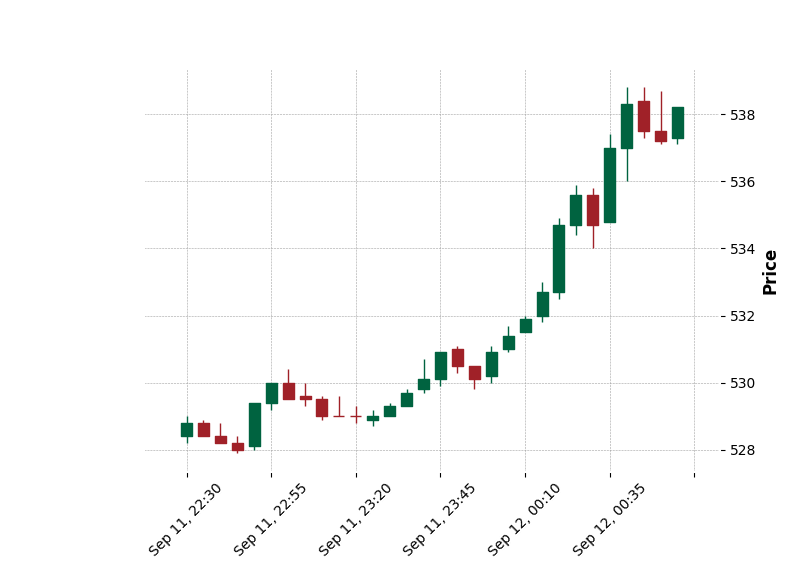 538
536
534
532
530
528
Price
Sep 11, 22:30
Sep 11, 22:55
Sep 11, 23:20
Sep 11, 23:45
Sep 12, 00:10
Sep 12, 00:35